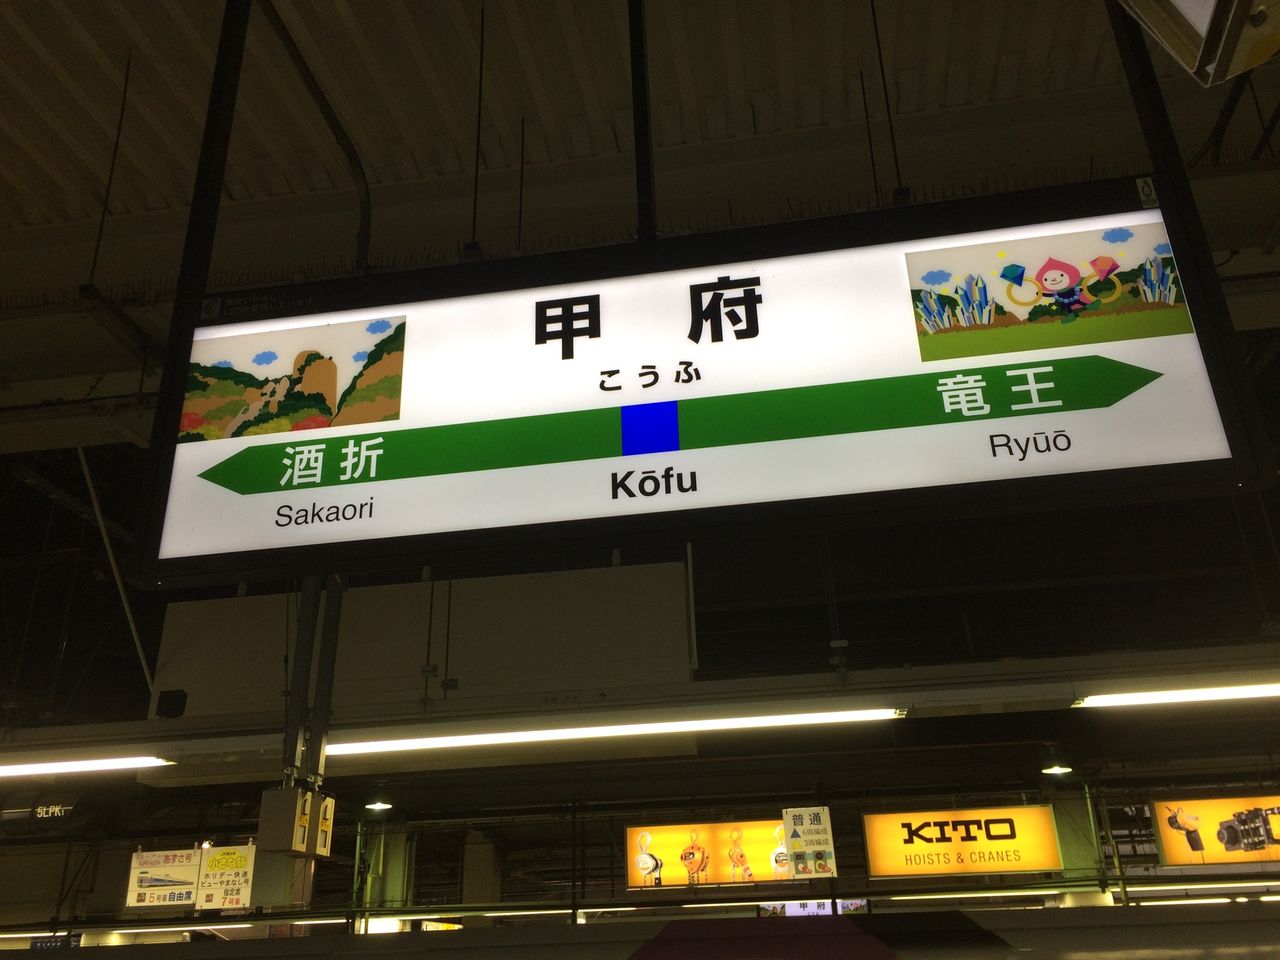 甲府
こうふ
酒折
竜王
Sakaori
Kōfu
Ryūō
5LPK
あずさ号
5号車自由席
小さな旅
ホリデー快速
ビューやまなし号
指定席
7号車
普通
6両編成
3両編成
KITO
HOISTS & CRANES
甲府